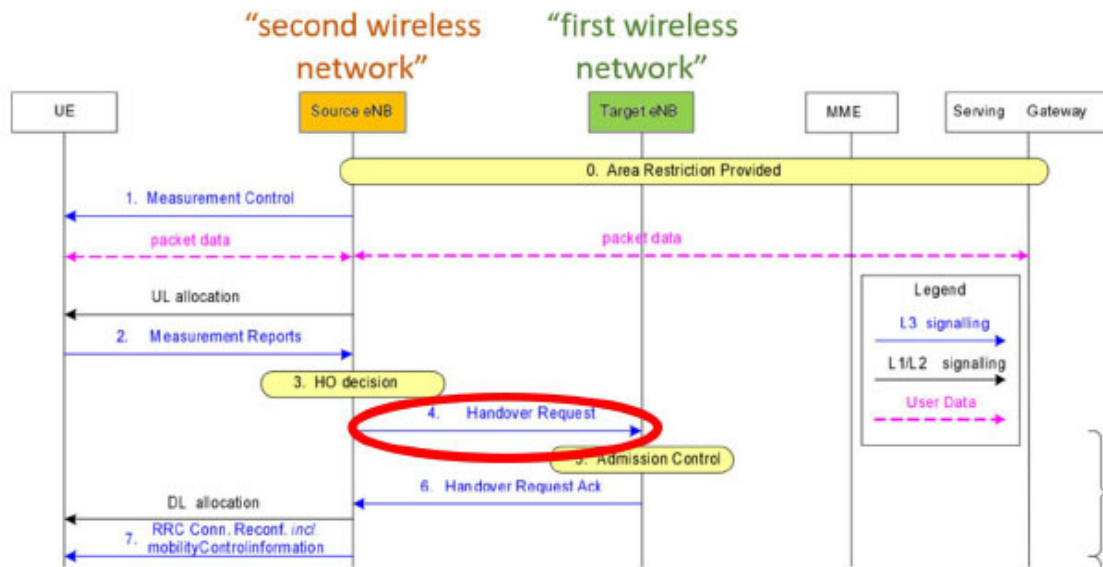 “second wireless
network”
“first wireless
network”
UE
Source eNB
Target eNB
MME
Serving Gateway
0. Area Restriction Provided
1. Measurement Control
packet data
packet data
UL allocation
Legend
L3 signalling
L1/L2 signalling
User Data
2. Measurement Reports
3. HO decision
4. Handover Request
5. Admission Control
6. Handover Request Ack
DL allocation
7. RRC Conn. Reconf. incl.
mobilityControlinformation